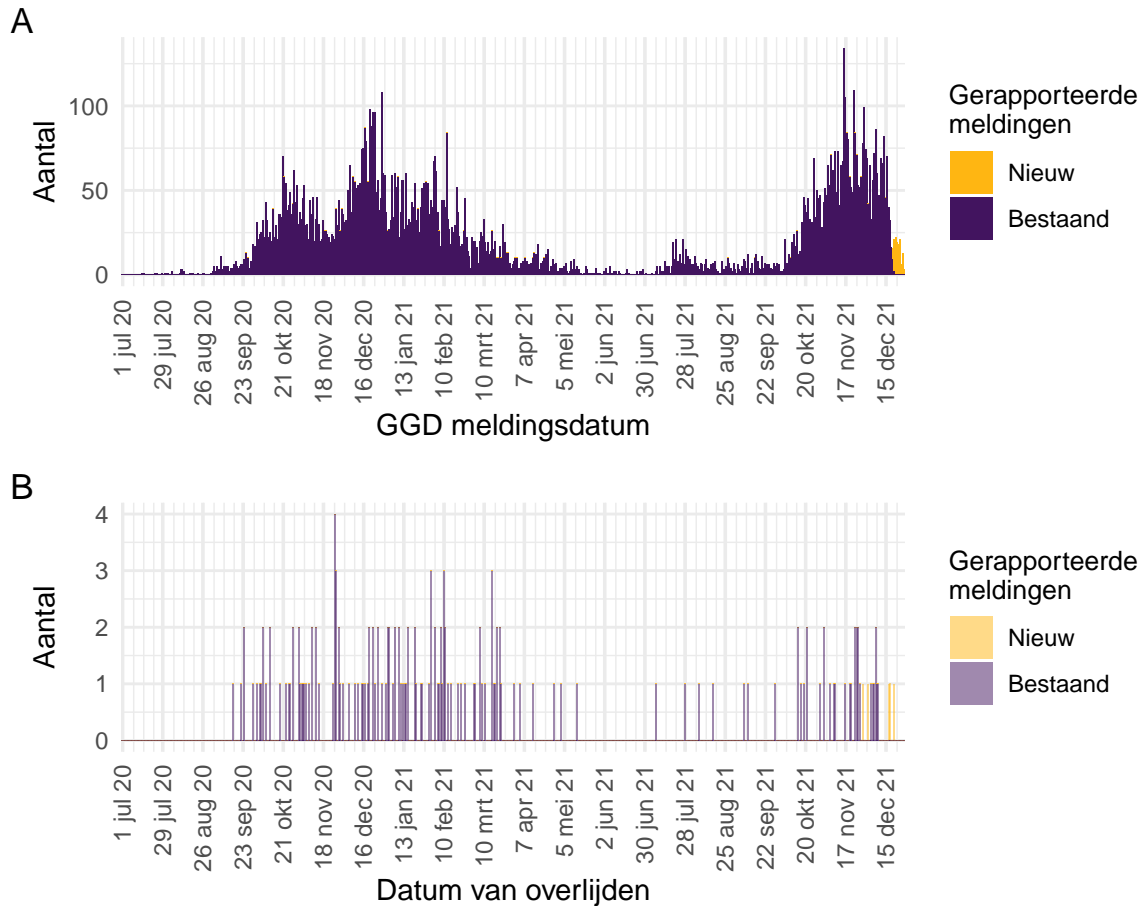 A
Aantal
100
50
0
1 jul 20
29 jul 20
26 aug 20
23 sep 20
21 okt 20
18 nov 20
16 dec 20
13 jan 21
10 feb 21
10 mrt 21
7 apr 21
5 mei 21
2 jun 21
30 jun 21
28 jul 21
25 aug 21
22 sep 21
20 okt 21
17 nov 21
15 dec 21
GGD meldingsdatum
Gerapporteerde
meldingen
Nieuw
Bestaand
B
Aantal
4
3
2
1
0
1 jul 20
29 jul 20
26 aug 20
23 sep 20
21 okt 20
18 nov 20
16 dec 20
13 jan 21
10 feb 21
10 mrt 21
7 apr 21
5 mei 21
2 jun 21
30 jun 21
28 jul 21
25 aug 21
22 sep 21
20 okt 21
17 nov 21
15 dec 21
Datum van overlijden
Gerapporteerde
meldingen
Nieuw
Bestaand